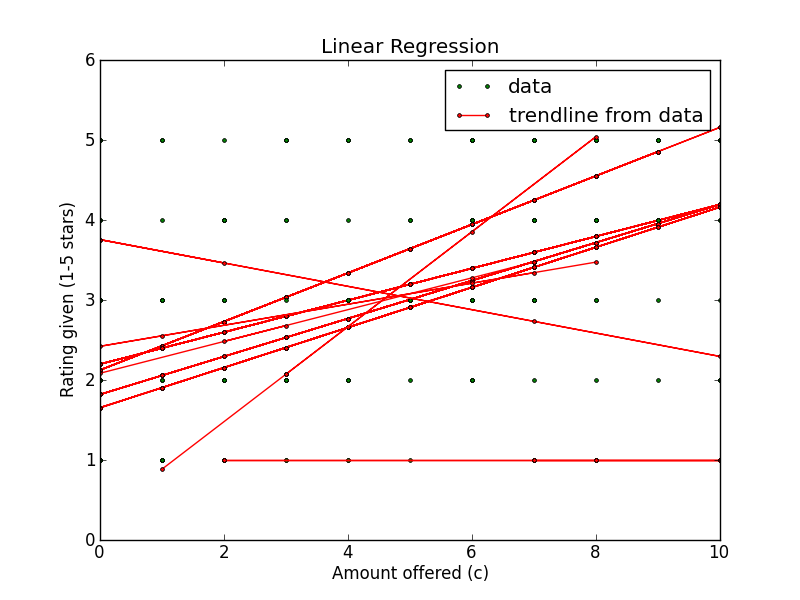 Linear Regression
data
trendline from data
6
5
4
3
2
1
0
Rating given (1-5 stars)
0 2 4 6 8 10
Amount offered (c)